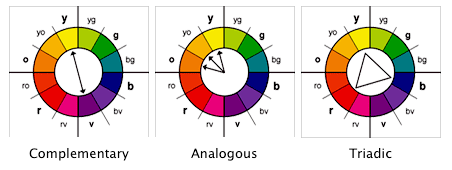 y
yg
g
bg
b
bv
v
rv
r
ro
o
yo
Complementary
y
yg
g
bg
b
bv
v
rv
r
ro
o
yo
Analogous
y
yg
g
bg
b
bv
v
rv
r
ro
o
yo
Triadic